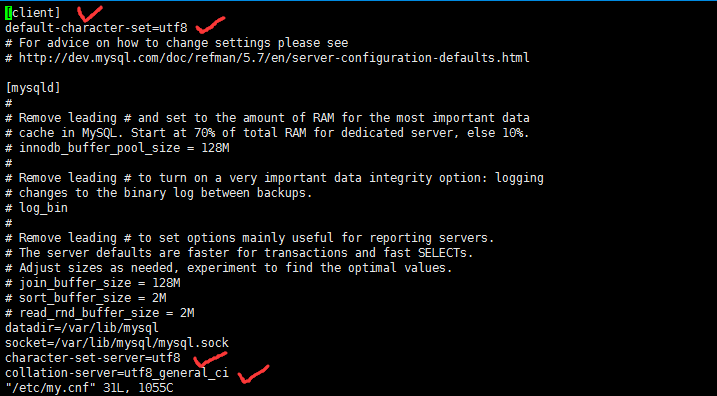 [client]
default-character-set=utf8
# For advice on how to change settings please see
# http://dev.mysql.com/doc/refman/5.7/en/server-configuration-defaults.html
[mysqld]
#
# Remove leading # and set to the amount of RAM for the most important data
# cache in MySQL. Start at 70% of total RAM for dedicated server, else 10%.
# innodb_buffer_pool_size = 128M
#
# Remove leading # to turn on a very important data integrity option: logging
# changes to the binary log between backups.
# log_bin
#
# Remove leading # to set options mainly useful for reporting servers.
# The server defaults are faster for transactions and fast SELECTs.
# Adjust sizes as needed, experiment to find the optimal values.
# join_buffer_size = 128M
# sort_buffer_size = 2M
# read_rnd_buffer_size = 2M
datadir=/var/lib/mysql
socket=/var/lib/mysql/mysql.sock
character-set-server=utf8
collation-server=utf8_general_ci
"/etc/my.cnf" 31L, 1055C